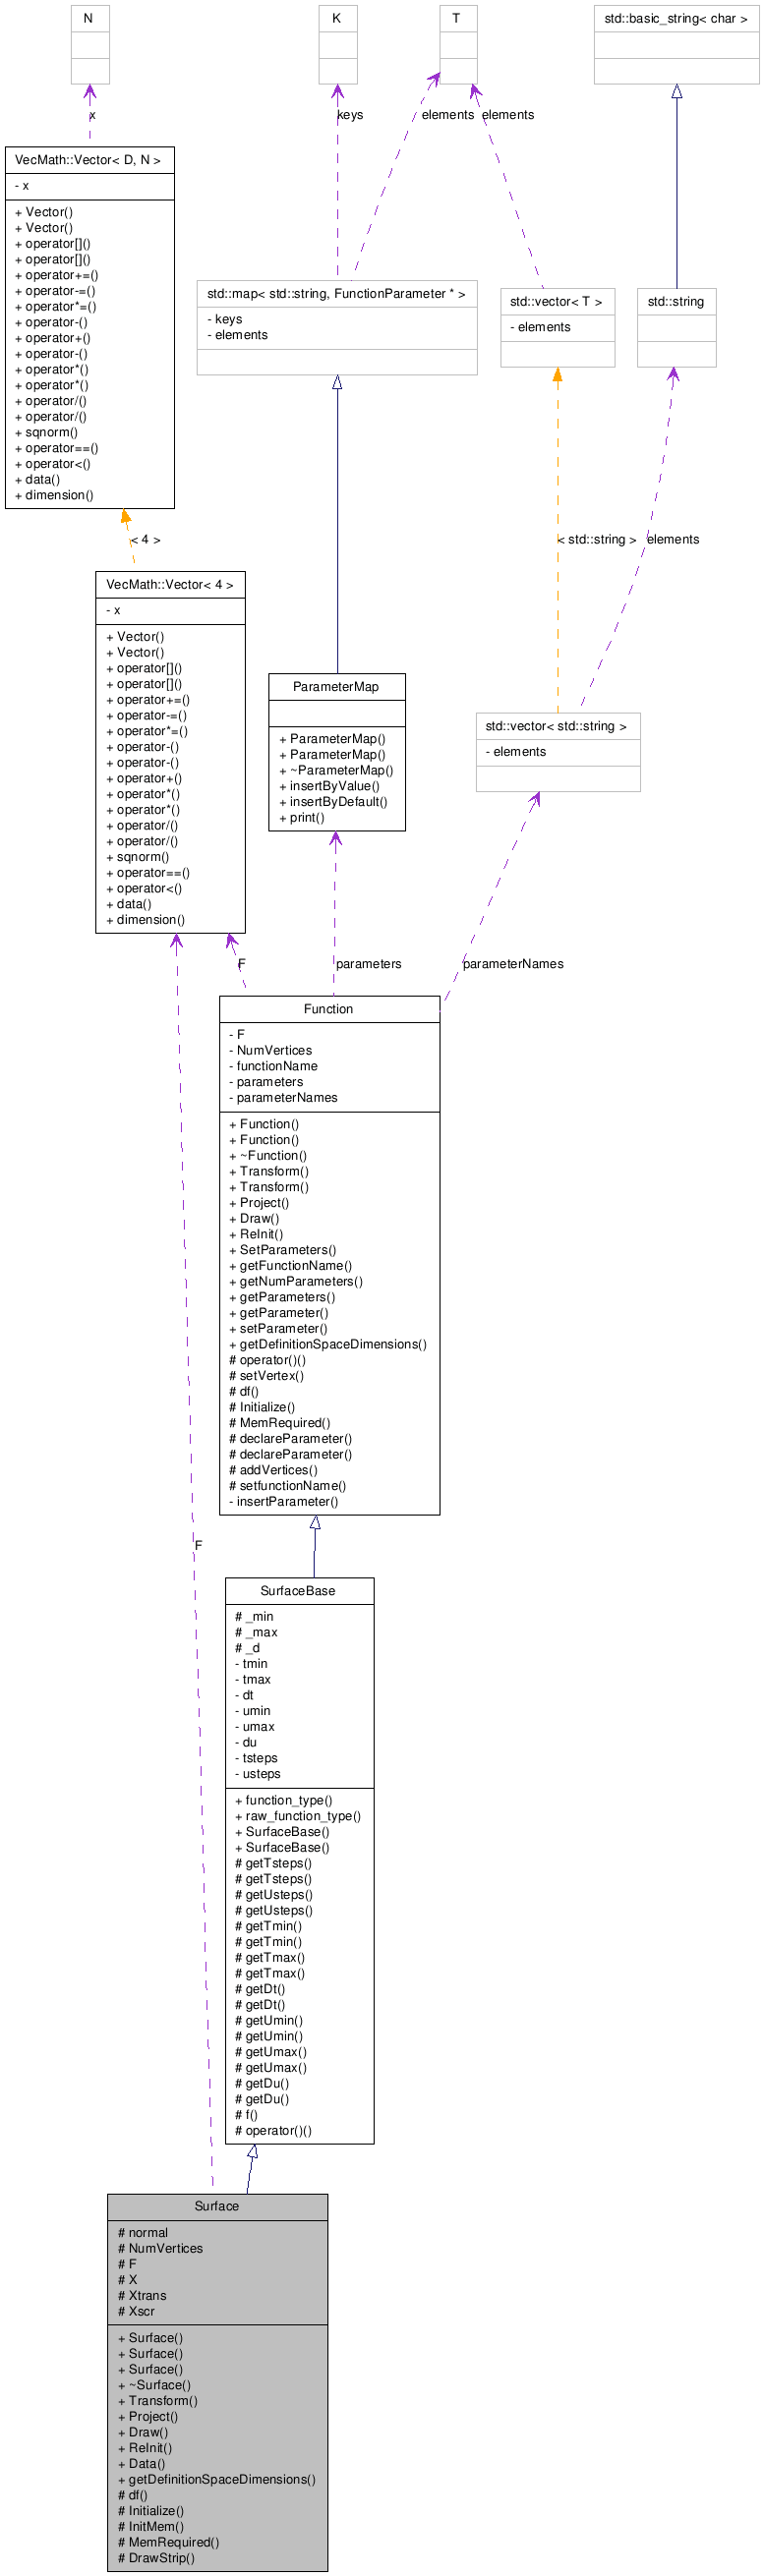 N
K
T
std::basic_string< char >
x
keys
elements
elements
VecMath::Vector< D, N >
- x
+ Vector()
+ Vector()
+ operator[]()
+ operator[]()
+ operator+=()
+ operator-=()
+ operator*=()
+ operator-()
+ operator+()
+ operator-()
+ operator*()
+ operator*()
+ operator/()
+ operator/()
+ sqnorm()
+ operator==()
+ operator<()
+ data()
+ dimension()
std::map< std::string, FunctionParameter * >
- keys
- elements
std::vector< T >
- elements
std::string
< 4 >
< std::string >
elements
VecMath::Vector< 4 >
- x
+ Vector()
+ Vector()
+ operator[]()
+ operator[]()
+ operator+=()
+ operator-=()
+ operator*=()
+ operator-()
+ operator-()
+ operator+()
+ operator*()
+ operator*()
+ operator/()
+ operator/()
+ sqnorm()
+ operator==()
+ operator<()
+ data()
+ dimension()
ParameterMap
+ ParameterMap()
+ ParameterMap()
+ ~ParameterMap()
+ insertByValue()
+ insertByDefault()
+ print()
std::vector< std::string >
- elements
F
parameters
parameterNames
Function
- F
- NumVertices
- functionName
- parameters
- parameterNames
+ Function()
+ Function()
+ ~Function()
+ Transform()
+ Transform()
+ Project()
+ Draw()
+ ReInit()
+ SetParameters()
+ getFunctionName()
+ getNumParameters()
+ getParameters()
+ getParameter()
+ setParameter()
+ getDefinitionSpaceDimensions()
# operator()()
# setVertex()
# df()
# Initialize()
# MemRequired()
# declareParameter()
# declareParameter()
# addVertices()
# setfunctionName()
- insertParameter()
F
SurfaceBase
# _min
# _max
# _d
- tmin
- tmax
- dt
- umin
- umax
- du
- tsteps
- usteps
+ function_type()
+ raw_function_type()
+ SurfaceBase()
+ SurfaceBase()
# getTsteps()
# getTsteps()
# getUsteps()
# getUsteps()
# getTmin()
# getTmin()
# getTmax()
# getTmax()
# getDt()
# getDt()
# getUmin()
# getUmin()
# getUmax()
# getUmax()
# getDu()
# getDu()
# f()
# operator()()
Surface
# normal
# NumVertices
# F
# X
# Xtrans
# Xscr
+ Surface()
+ Surface()
+ Surface()
+ ~Surface()
+ Transform()
+ Project()
+ Draw()
+ ReInit()
+ Data()
+ getDefinitionSpaceDimensions()
# df()
# Initialize()
# InitMem()
# MemRequired()
# DrawStrip()